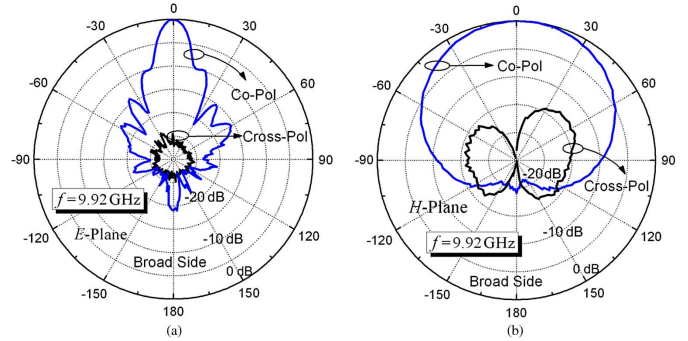 0
-30
30
-60
60
-90
90
-120
120
-150
150
180
Co-Pol
Cross-Pol
-20 dB
-10 dB
0 dB
f = 9.92 GHz
E-Plane
Broad Side
(a)
0
-30
30
-60
60
-90
90
-120
120
-150
150
180
Co-Pol
Cross-Pol
-20 dB
-10 dB
0 dB
H-Plane
f = 9.92 GHz
Broad Side
(b)